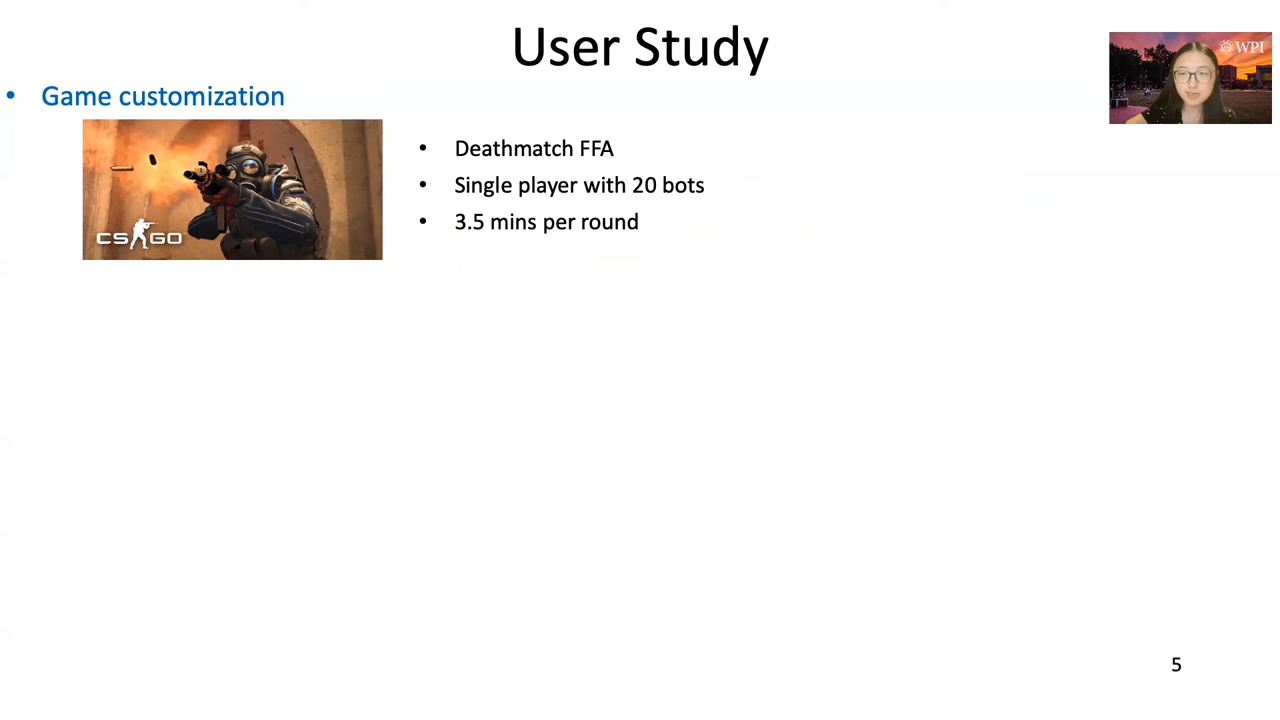 User Study
WPI
• Game customization
CS GO
• Deathmatch FFA
• Single player with 20 bots
• 3.5 mins per round
5